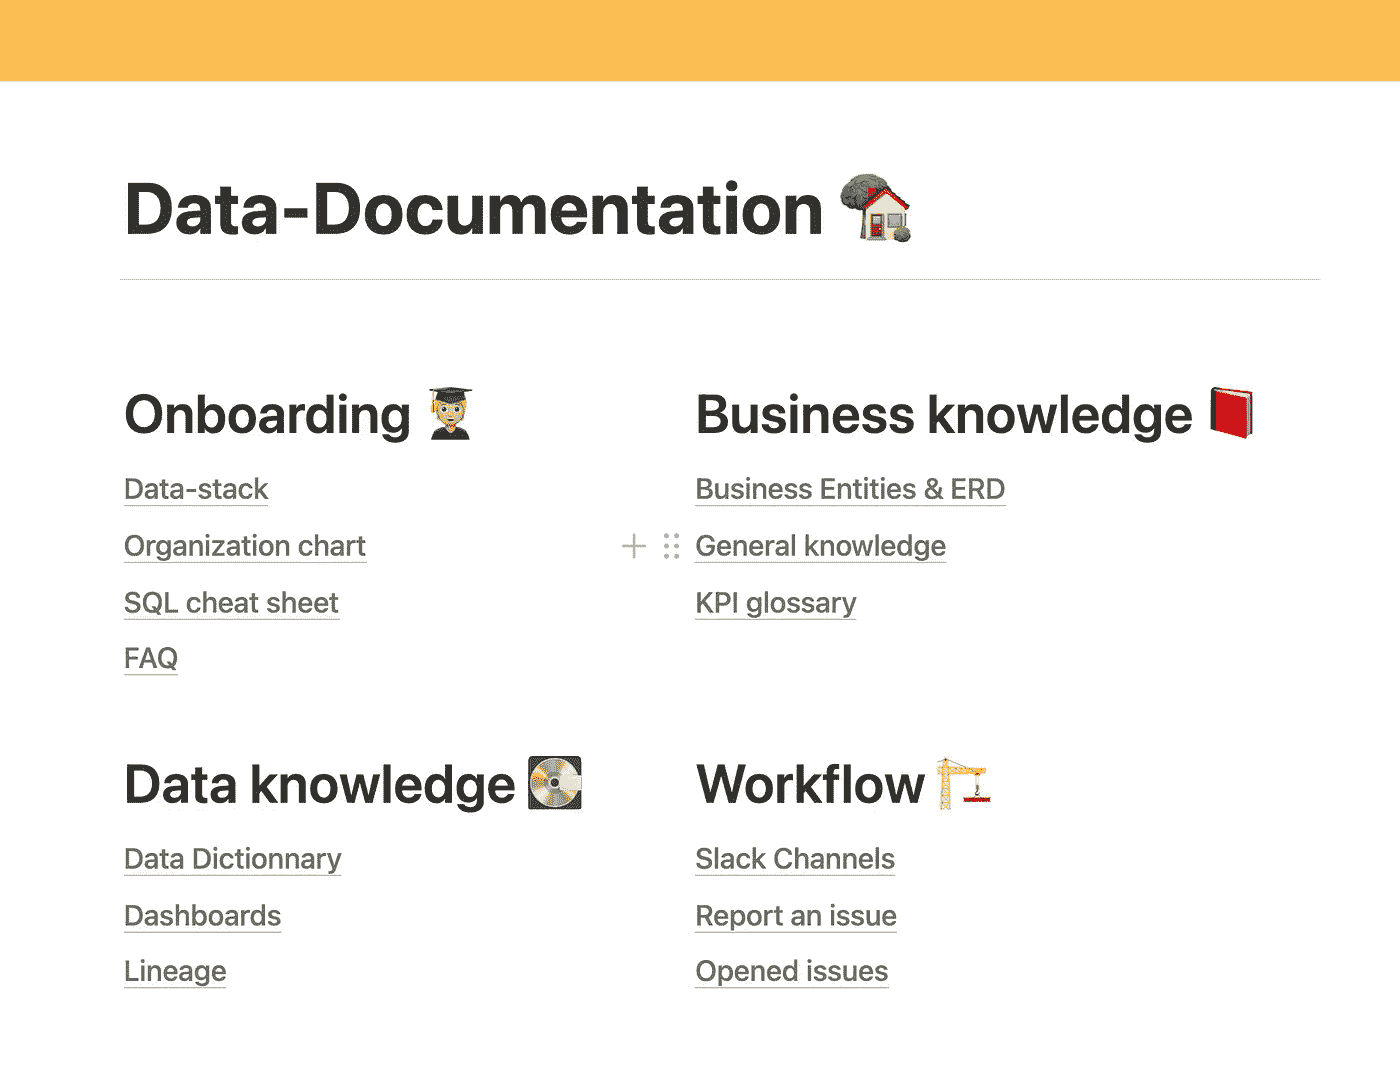 Data-Documentation
Onboarding
Data-stack
Organization chart
SQL cheat sheet
FAQ
Business knowledge
Business Entities & ERD
General knowledge
KPI glossary
Data knowledge
Data Dictionnary
Dashboards
Lineage
Workflow
Slack Channels
Report an issue
Opened issues